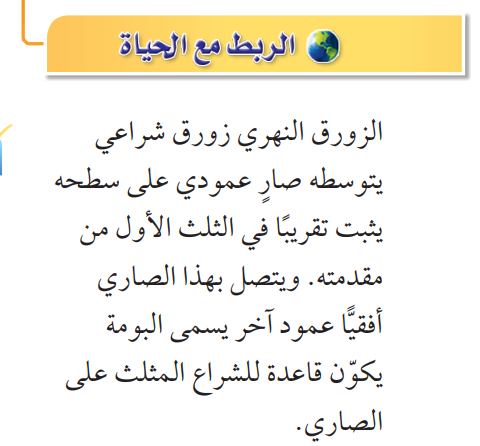 الربط مع الحياة
الزورق النهري زورق شراعي
يتوسطه صارٍ عمودي على سطحه
يثبت تقريبًا في الثلث الأول من
مقدمته. ويتصل بهذا الصاري
أفقيًّا عمود آخر يسمى البومة
يكوّن قاعدة للشراع المثلث على
الصاري.